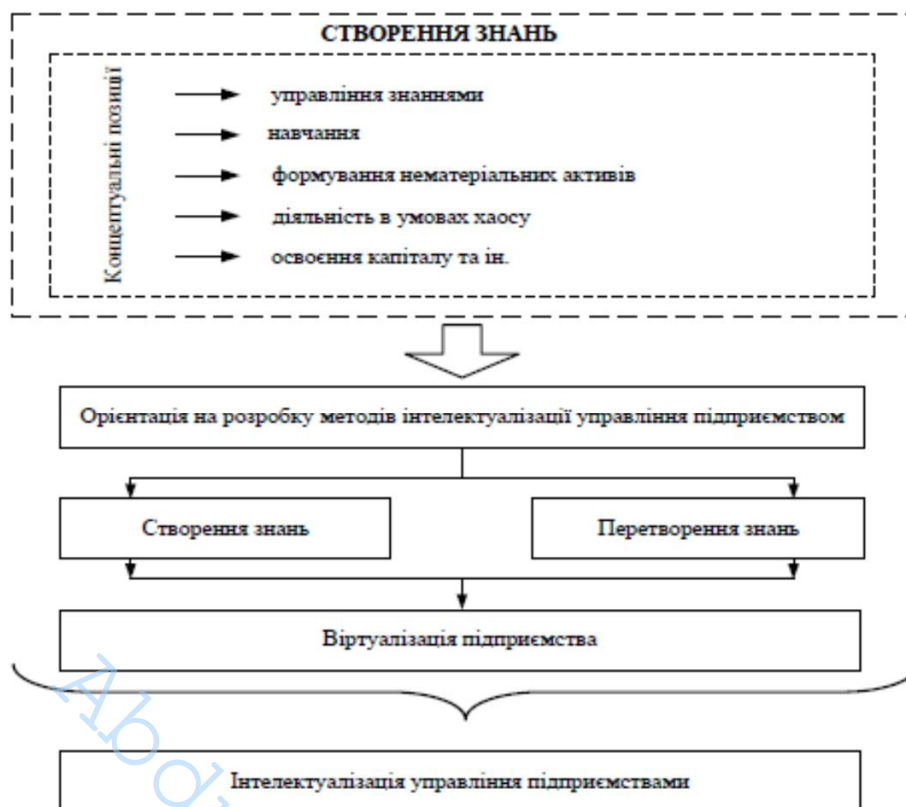 СТВОРЕННЯ ЗНАНЬ
Концептуальні позиції
управління знаннями
навчання
формування нематеріальних активів
діяльність в умовах хаосу
освоєння капіталу та ін.
Орієнтація на розробку методів інтелектуалізації управління підприємством
Створення знань
Перетворення знань
Віртуалізація підприємства
Інтелектуалізація управління підприємствами